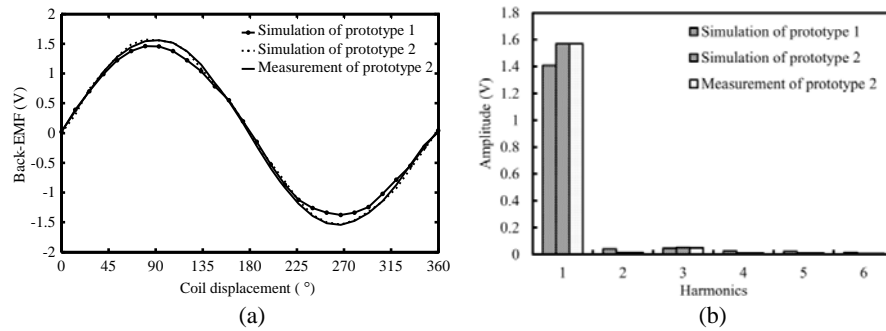 2
1.5
1
0.5
0
-0.5
-1
-1.5
-2
Back-EMF (V)
Simulation of prototype 1
Simulation of prototype 2
Measurement of prototype 2
0 45 90 135 180 225 270 315 360
Coil displacement ( °)
(a)
1.8
1.6
1.4
1.2
1
0.8
0.6
0.4
0.2
0
Amplitude (V)
Simulation of prototype 1
Simulation of prototype 2
Measurement of prototype 2
1 2 3 4 5 6
Harmonics
(b)